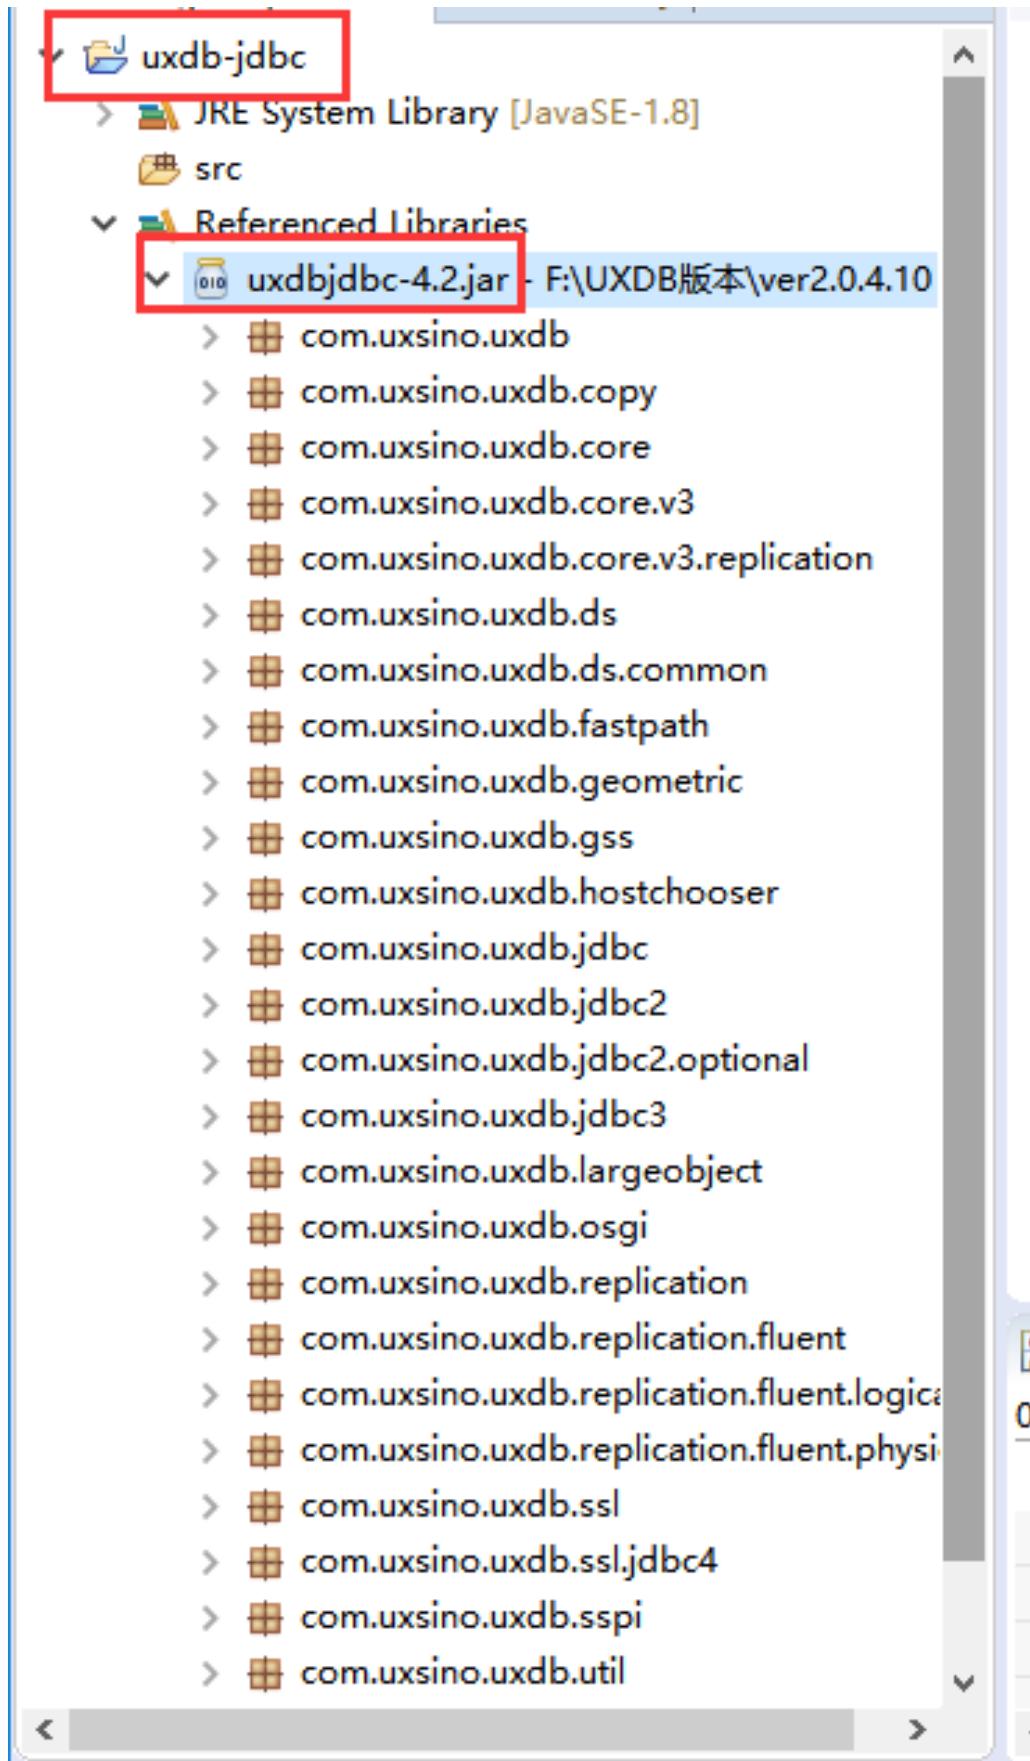 uxdb-jdbc
JRE System Library [JavaSE-1.8]
src
Referenced Libraries
uxdbjdbc-4.2.jar - F:\UXDB版本\ver2.0.4.10
com.uxsino.uxdb
com.uxsino.uxdb.copy
com.uxsino.uxdb.core
com.uxsino.uxdb.core.v3
com.uxsino.uxdb.core.v3.replication
com.uxsino.uxdb.ds
com.uxsino.uxdb.ds.common
com.uxsino.uxdb.fastpath
com.uxsino.uxdb.geometric
com.uxsino.uxdb.gss
com.uxsino.uxdb.hostchooser
com.uxsino.uxdb.jdbc
com.uxsino.uxdb.jdbc2
com.uxsino.uxdb.jdbc2.optional
com.uxsino.uxdb.jdbc3
com.uxsino.uxdb.largeobject
com.uxsino.uxdb.osgi
com.uxsino.uxdb.replication
com.uxsino.uxdb.replication.fluent
com.uxsino.uxdb.replication.fluent.logica
com.uxsino.uxdb.replication.fluent.physi
com.uxsino.uxdb.ssl
com.uxsino.uxdb.ssl.jdbc4
com.uxsino.uxdb.sspi
com.uxsino.uxdb.util